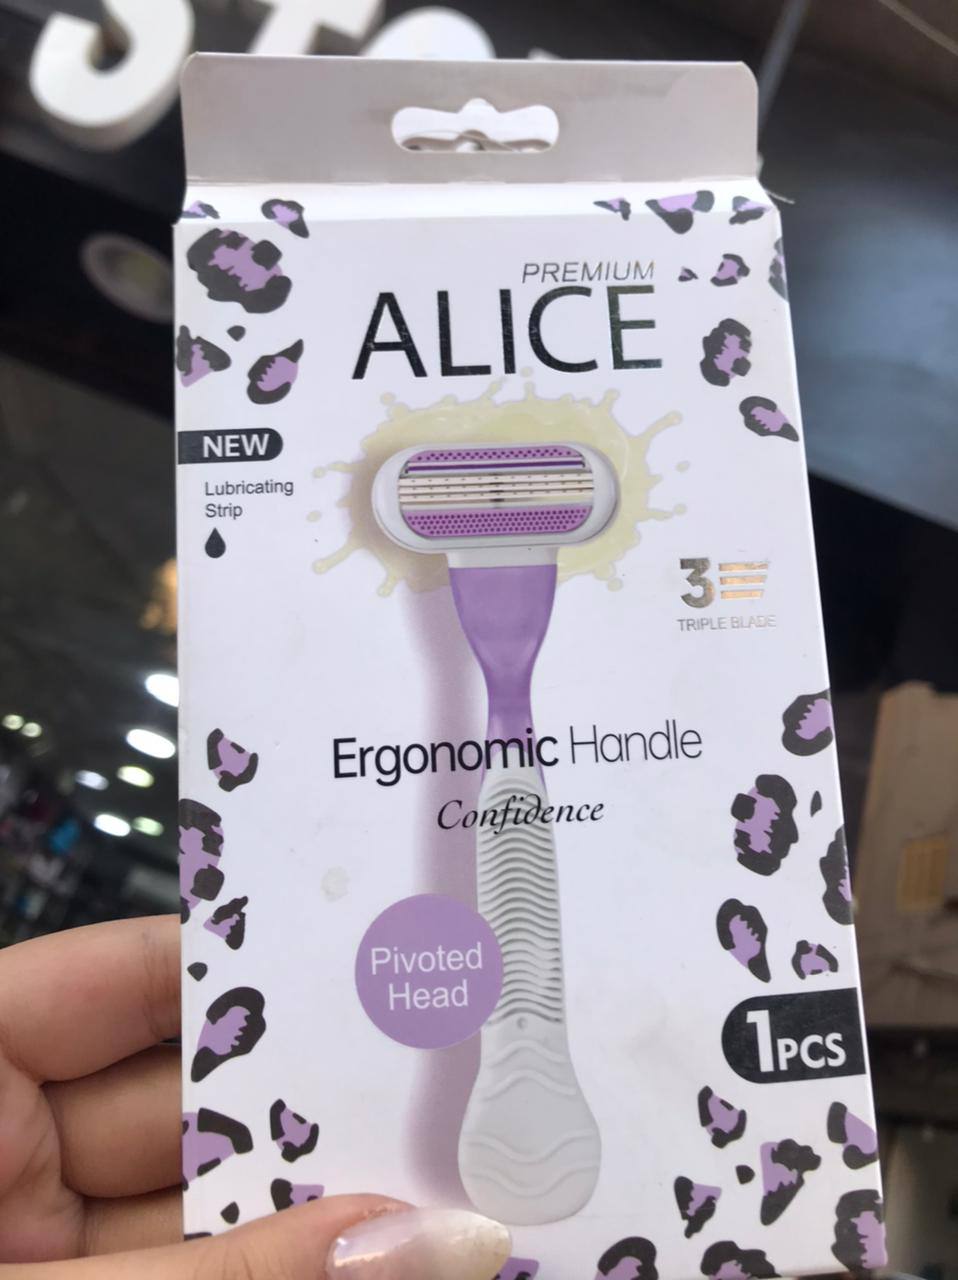 PREMIUM
ALICE
NEW
Lubricating
Strip
3
TRIPLE BLADE
Ergonomic Handle
Confidence
Pivoted
Head
1PCS